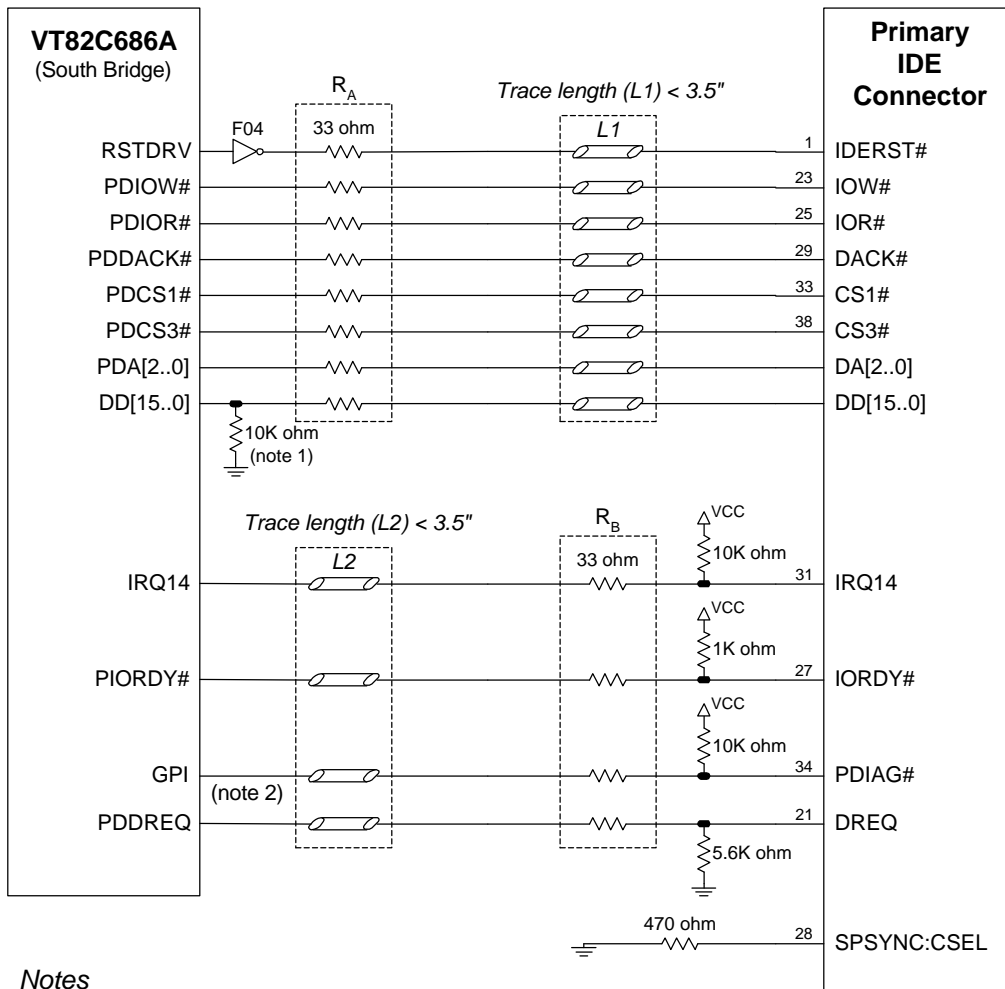 VT82C686A
(South Bridge)
Primary
IDE
Connector
R_A
Trace length (L1) < 3.5"
F04
33 ohm
L1
RSTDRV
1
IDERST#
PDIOW#
23
IOW#
PDIOR#
25
IOR#
PDDACK#
29
DACK#
PDCS1#
33
CS1#
PDCS3#
38
CS3#
PDA[2..0]
DA[2..0]
DD[15..0]
DD[15..0]
10K ohm
(note 1)
Trace length (L2) < 3.5"
R_B
VCC
L2
33 ohm
10K ohm
IRQ14
31
IRQ14
VCC
1K ohm
PIORDY#
27
IORDY#
VCC
10K ohm
GPI
(note 2)
34
PDIAG#
PDDREQ
21
DREQ
5.6K ohm
470 ohm
28
SPSYNC:CSEL
Notes